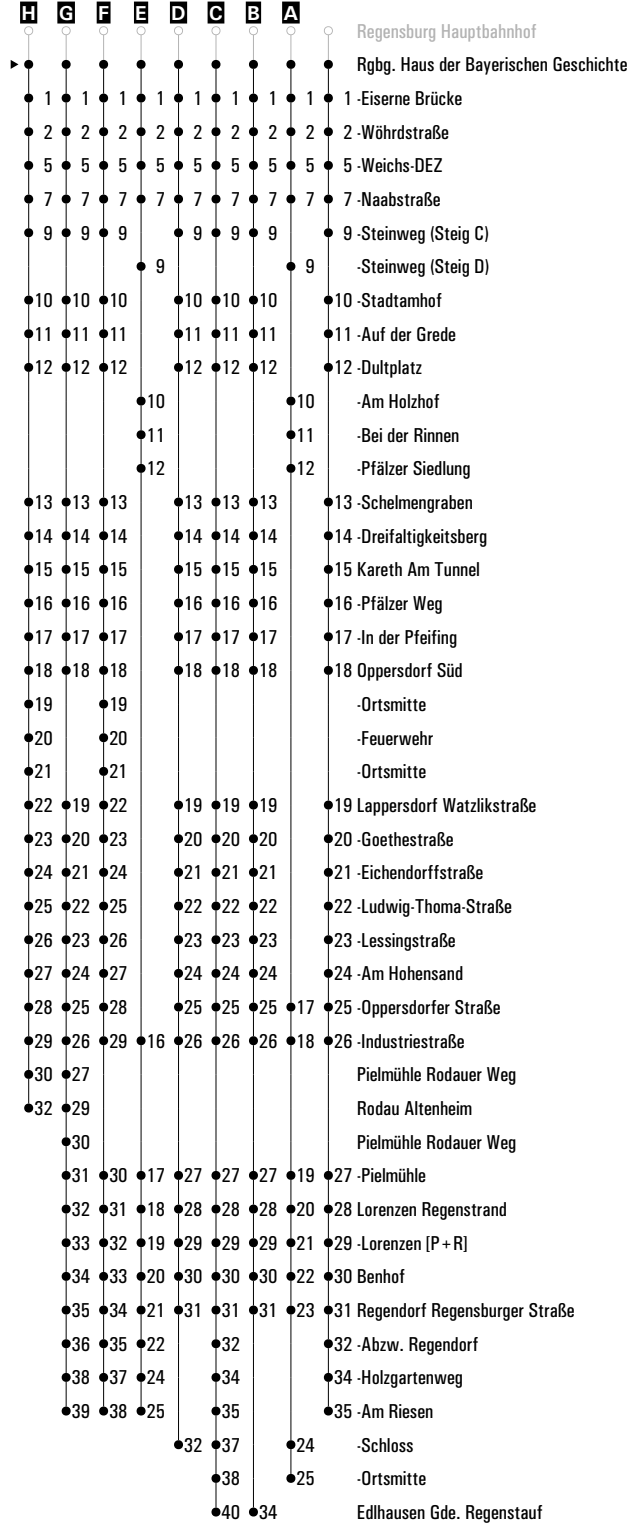 H G F E D C B A
Regensburg Hauptbahnhof
Rgbg. Haus der Bayerischen Geschichte
1 1 1 1 1 1 1 1 1 -Eiserne Brücke
2 2 2 2 2 2 2 2 2 -Wöhrdstraße
5 5 5 5 5 5 5 5 5 -Weichs-DEZ
7 7 7 7 7 7 7 7 7 -Naabstraße
9 9 9 9 9 9 9 -Steinweg (Steig C)
9 9 -Steinweg (Steig D)
10 10 10 10 10 10 10 -Stadtamhof
11 11 11 11 11 11 11 -Auf der Grede
12 12 12 12 12 12 12 -Dultplatz
10 10 -Am Holzhof
11 11 -Bei der Rinnen
12 12 -Pfälzer Siedlung
13 13 13 13 13 13 13 -Schelmengraben
14 14 14 14 14 14 14 -Dreifaltigkeitsberg
15 15 15 15 15 15 15 Kareth Am Tunnel
16 16 16 16 16 16 16 -Pfälzer Weg
17 17 17 17 17 17 17 -In der Pfeifing
18 18 18 18 18 18 18 Oppersdorf Süd
19 19 -Ortsmitte
20 20 -Feuerwehr
21 21 -Ortsmitte
22 19 22 19 19 19 19 Lappersdorf Watzlikstraße
23 20 23 20 20 20 20 -Goethestraße
24 21 24 21 21 21 21 -Eichendorffstraße
25 22 25 22 22 22 22 -Ludwig-Thoma-Straße
26 23 26 23 23 23 23 -Lessingstraße
27 24 27 24 24 24 24 -Am Hohensand
28 25 28 25 25 25 17 25 -Oppersdorfer Straße
29 26 29 16 26 26 26 18 26 -Industriestraße
30 27 Pielmühle Rodauer Weg
32 29 Rodau Altenheim
30 Pielmühle Rodauer Weg
31 30 17 27 27 27 19 27 -Pielmühle
32 31 18 28 28 28 20 28 Lorenzen Regenstrand
33 32 19 29 29 29 21 29 -Lorenzen [P+R]
34 33 20 30 30 30 22 30 Benhof
35 34 21 31 31 31 23 31 Regendorf Regensburger Straße
36 35 22 32 32 -Abzw. Regendorf
38 37 24 34 34 -Holzgartenweg
39 38 25 35 35 -Am Riesen
32 37 24 -Schloss
38 25 -Ortsmitte
40 34 Edlhausen Gde. Regenstauf